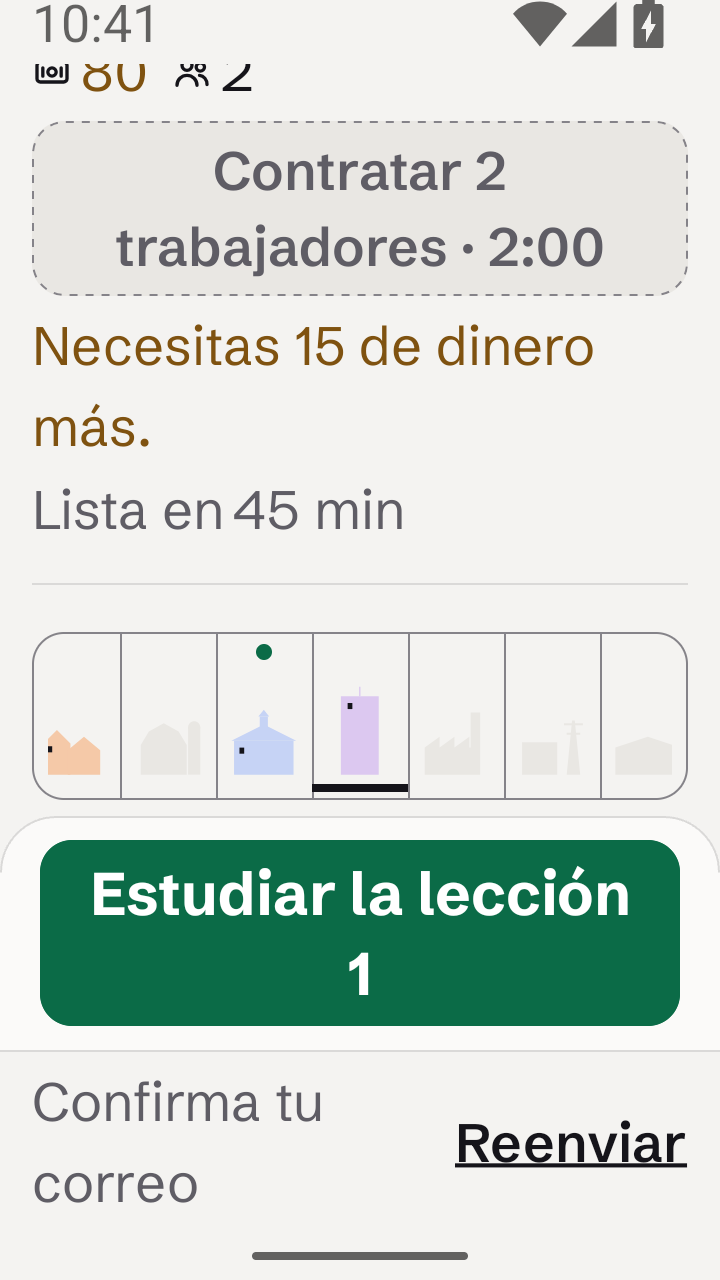 10:41
80 2
Contratar 2
trabajadores · 2:00
Necesitas 15 de dinero
más.
Lista en 45 min
Estudiar la lección
1
Confirma tu
correo
Reenviar